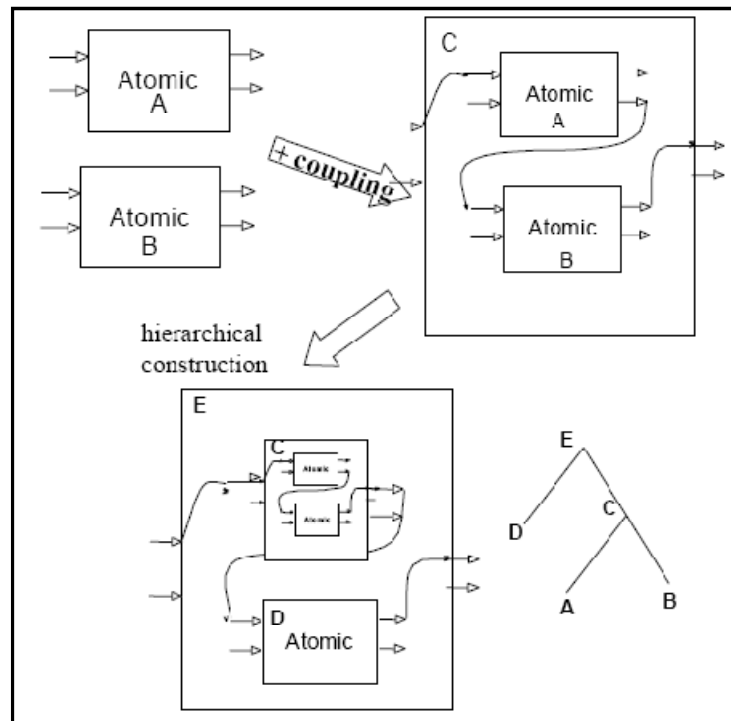 Atomic
A
Atomic
B
+ coupling
C
Atomic
A
Atomic
B
hierarchical
construction
E
C
Atomic
Atomic
D
Atomic
E
D
C
A
B